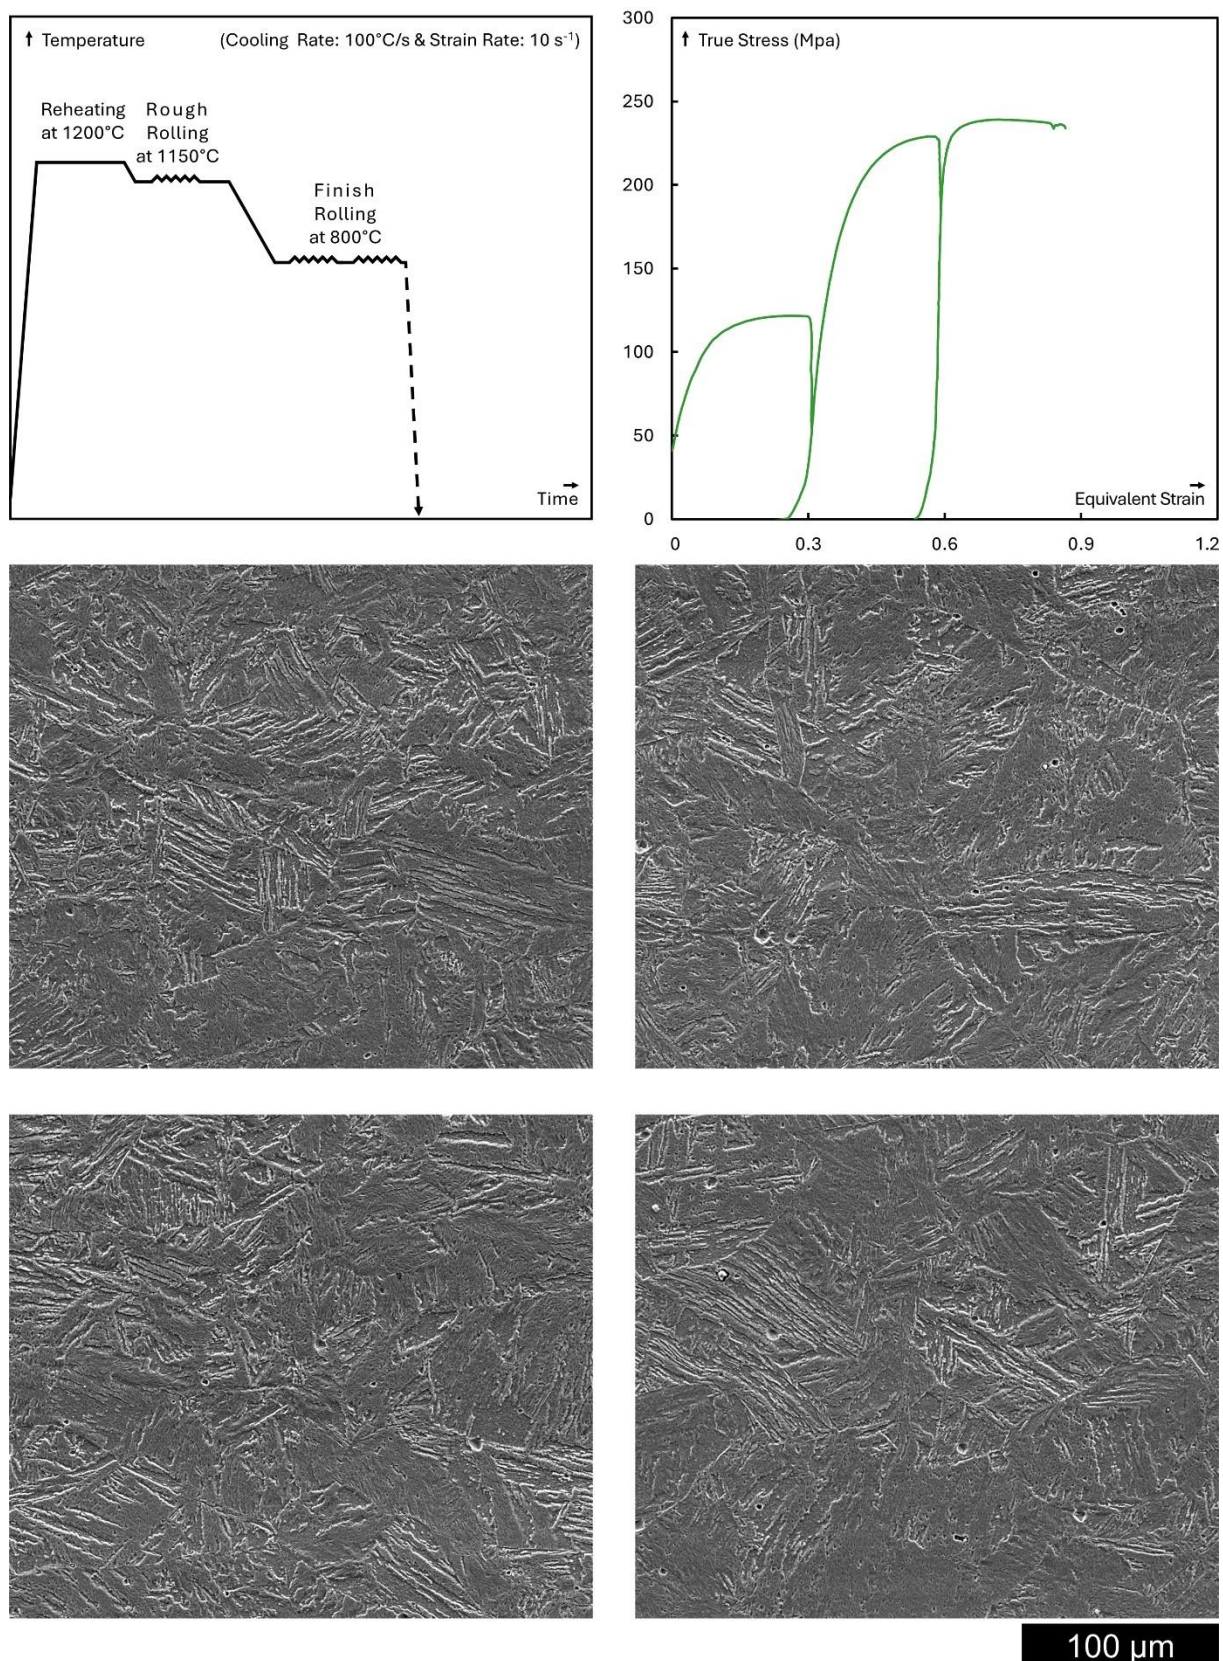 ↑ Temperature (Cooling Rate: 100°C/s & Strain Rate: 10 s⁻¹)
Reheating
at 1200°C
Rough
Rolling
at 1150°C
Finish
Rolling
at 800°C
Time
300
↑ True Stress (Mpa)
250
200
150
100
50
Equivalent Strain
0
0 0.3 0.6 0.9 1.2
100 µm